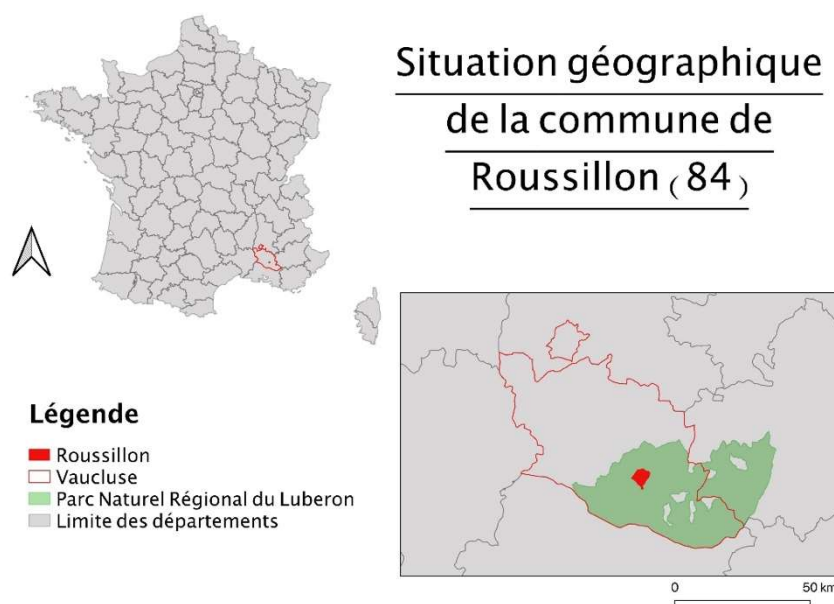 Situation géographique
de la commune de
Roussillon (84)
Légende
Roussillon
Vaucluse
Parc Naturel Régional du Luberon
Limite des départements
0 50 km